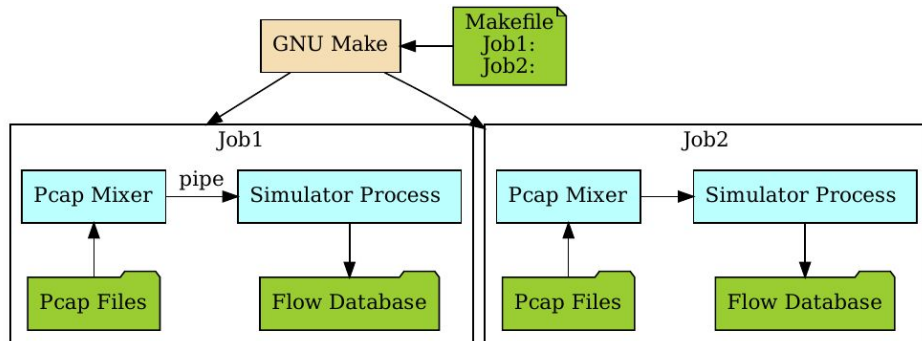 GNU Make
Makefile
Job1:
Job2:
Job1
Pcap Mixer
pipe
Simulator Process
Pcap Files
Flow Database
Job2
Pcap Mixer
Simulator Process
Pcap Files
Flow Database